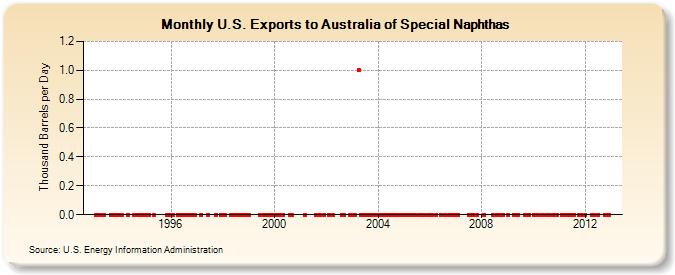 Monthly U.S. Exports to Australia of Special Naphthas
Thousand Barrels per Day
1.2
1.0
0.8
0.6
0.4
0.2
0.0
1996 2000 2004 2008 2012
Source: U.S. Energy Information Administration